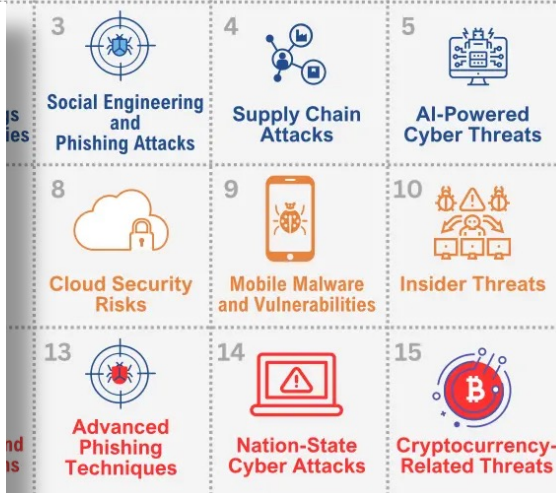 3
Social Engineering
and
Phishing Attacks
4
Supply Chain
Attacks
5
AI-Powered
Cyber Threats
8
Cloud Security
Risks
9
Mobile Malware
and Vulnerabilities
10
Insider Threats
13
Advanced
Phishing
Techniques
14
Nation-State
Cyber Attacks
15
Cryptocurrency-
Related Threats